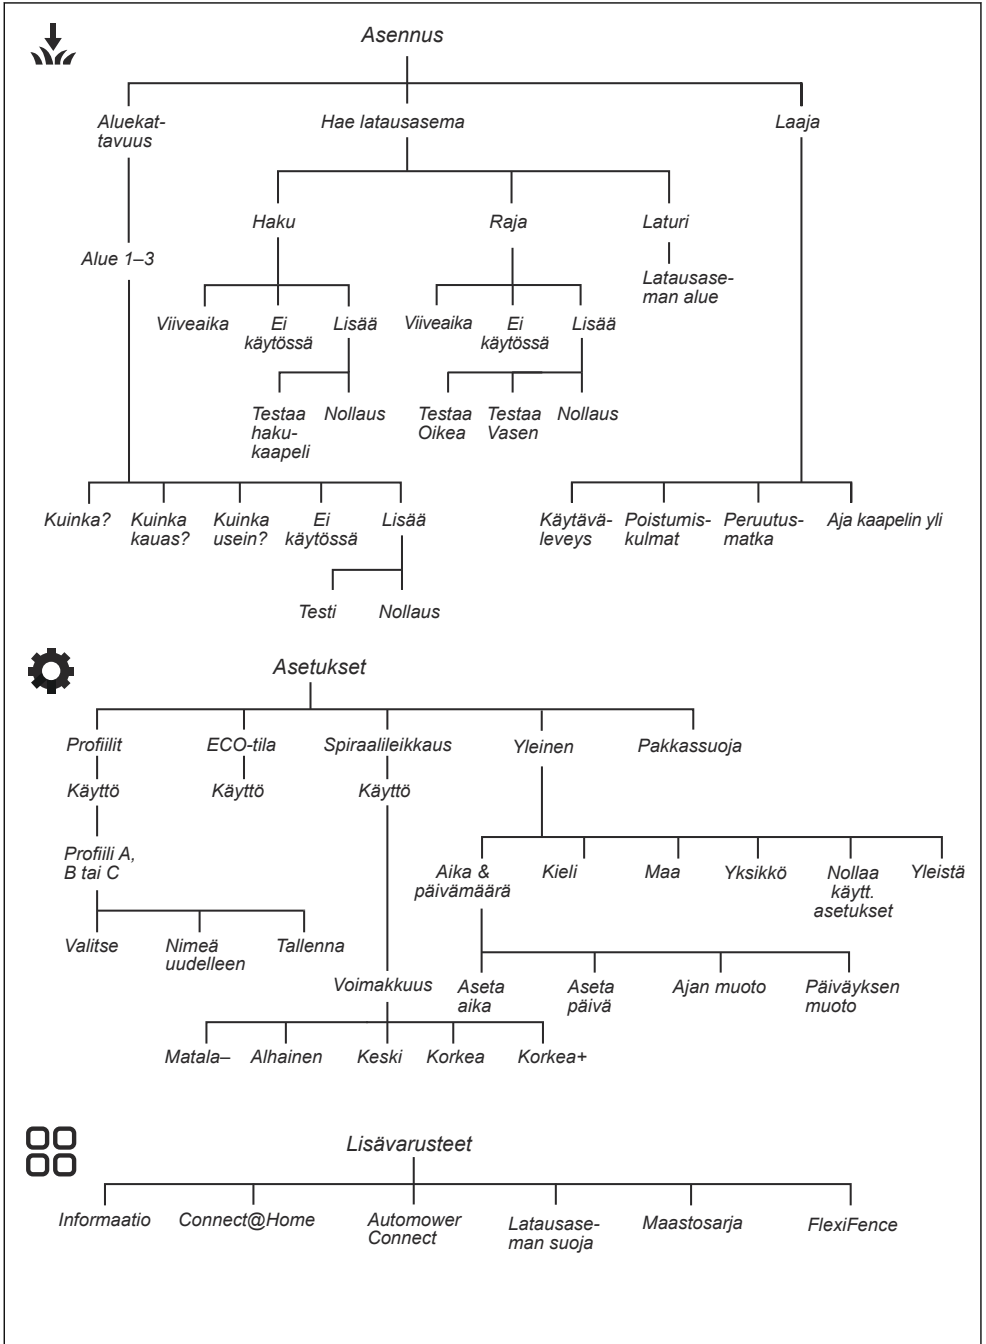 Asennus
Aluekat-
tavuus
Hae latausasema
Laaja
Haku
Raja
Laturi
Alue 1–3
Latausase-
man alue
Viiveaika
Ei
käytössä
Lisää
Viiveaika
Ei
käytössä
Lisää
Testaa
haku-
kaapeli
Nollaus
Testaa
Oikea
Testaa
Vasen
Nollaus
Kuinka?
Kuinka
kauas?
Kuinka
usein?
Ei
käytössä
Lisää
Käytävä-
leveys
Poistumis-
kulmat
Peruutus-
matka
Aja kaapelin yli
Testi
Nollaus
Asetukset
Profiilit
ECO-tila
Spiraalileikkaus
Yleinen
Pakkassuoja
Käyttö
Käyttö
Käyttö
Profiili A,
B tai C
Aika &
päivämäärä
Kieli
Maa
Yksikkö
Nollaa
käytt.
asetukset
Yleistä
Valitse
Nimeä
uudelleen
Tallenna
Voimakkuus
Aseta
aika
Aseta
päivä
Ajan muoto
Päiväyksen
muoto
Matala–
Alhainen
Keski
Korkea
Korkea+
Lisävarusteet
Informaatio
Connect@Home
Automower
Connect
Latausase-
man suoja
Maastosarja
FlexiFence